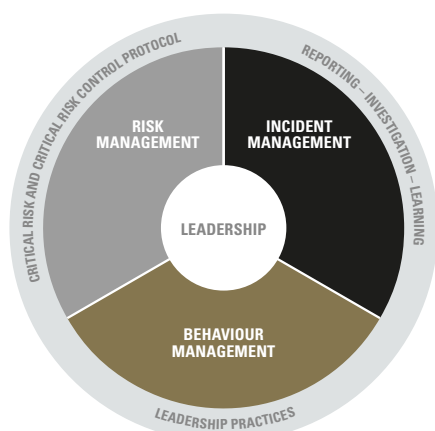 CRITICAL RISK AND CRITICAL RISK CONTROL PROTOCOL
REPORTING – INVESTIGATION – LEARNING
RISK
MANAGEMENT
INCIDENT
MANAGEMENT
LEADERSHIP
BEHAVIOUR
MANAGEMENT
LEADERSHIP PRACTICES